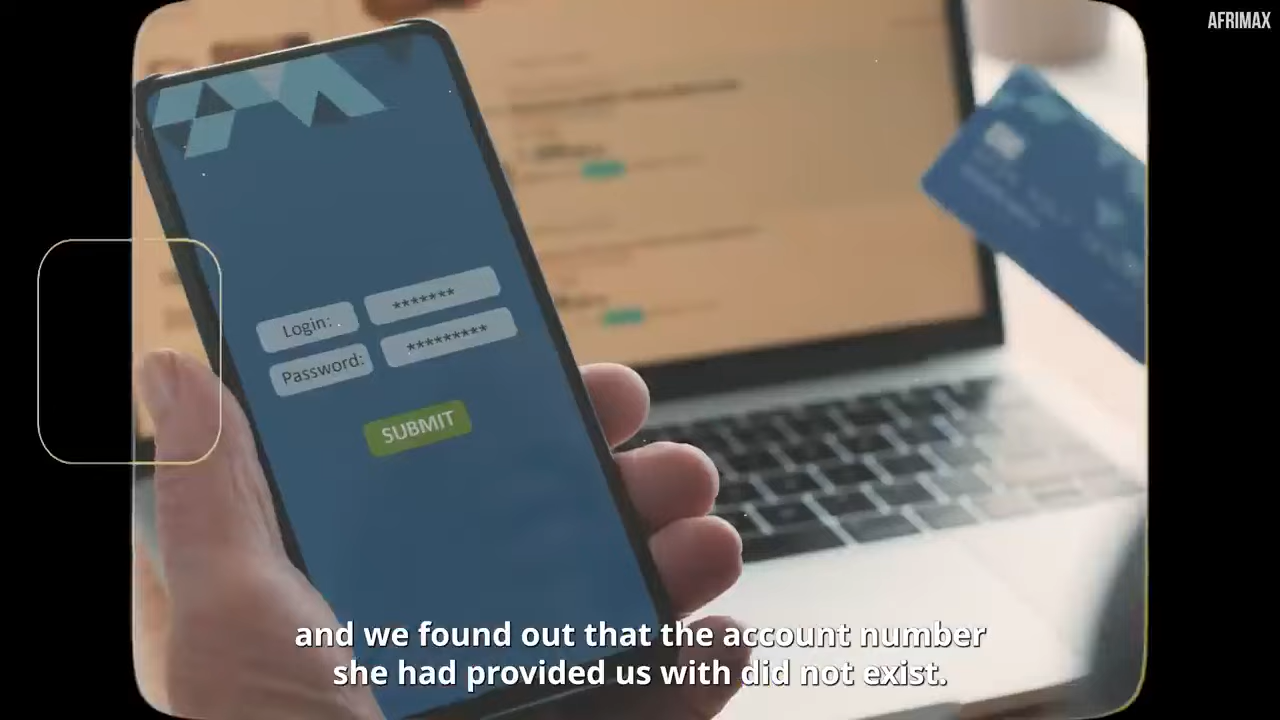 AFRIMAX
Login: *******
Password: *********
SUBMIT
and we found out that the account number
she had provided us with did not exist.